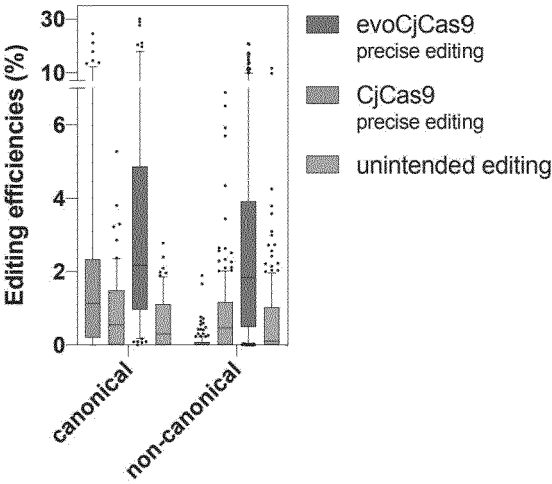 Editing efficiencies (%)
30
10
6
4
2
0
canonical
non-canonical
evoCjCas9
precise editing
CjCas9
precise editing
unintended editing